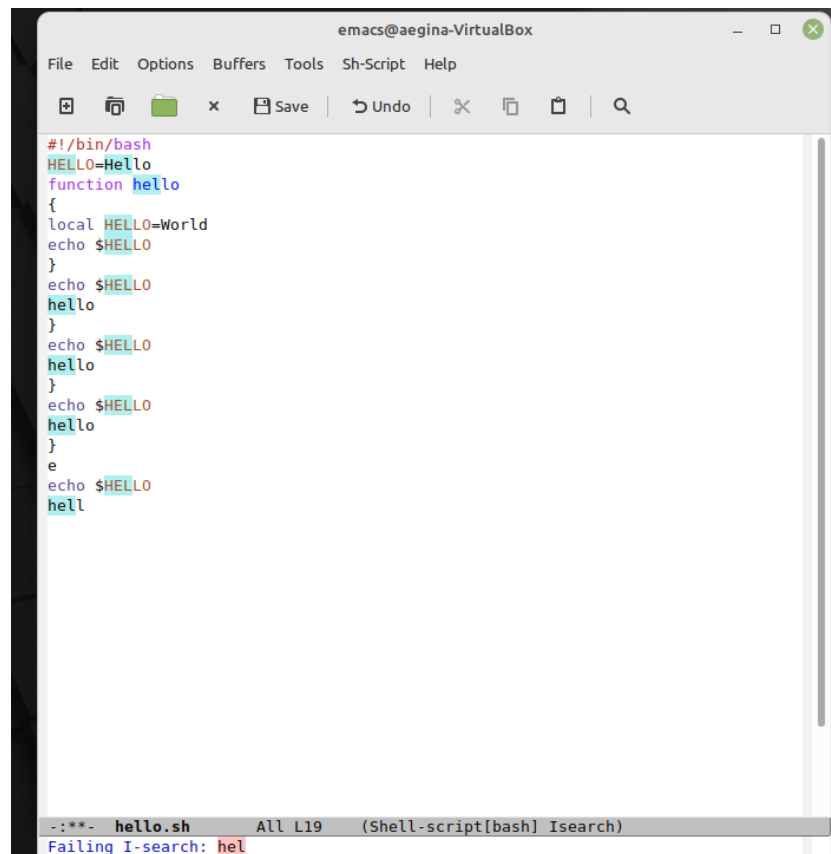 emacs@aegina-VirtualBox
File Edit Options Buffers Tools Sh-Script Help
Save Undo
#!/bin/bash
HELLO=Hello
function hello
{
local HELLO=World
echo $HELLO
}
echo $HELLO
hello
}
echo $HELLO
hello
}
echo $HELLO
hello
}
e
echo $HELLO
hell
-:**- hello.sh All L19 (Shell-script[bash] Isearch)
Failing I-search: hel